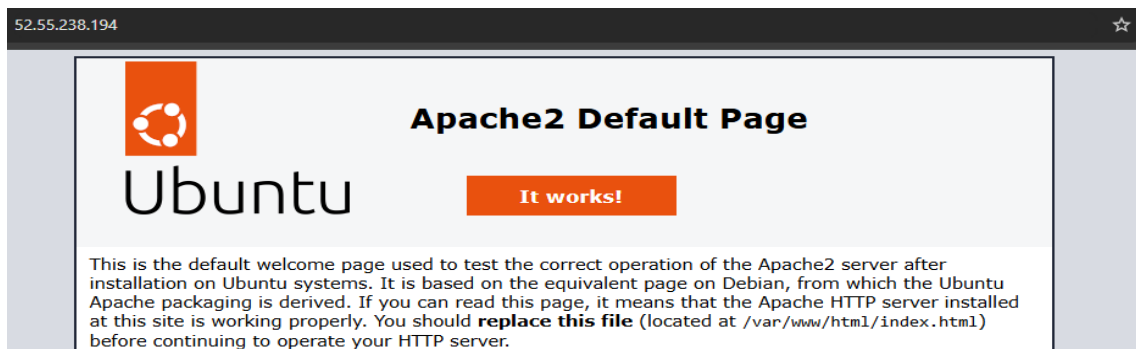 52.55.238.194
Apache2 Default Page
Ubuntu
It works!
This is the default welcome page used to test the correct operation of the Apache2 server after
installation on Ubuntu systems. It is based on the equivalent page on Debian, from which the Ubuntu
Apache packaging is derived. If you can read this page, it means that the Apache HTTP server installed
at this site is working properly. You should replace this file (located at /var/www/html/index.html)
before continuing to operate your HTTP server.